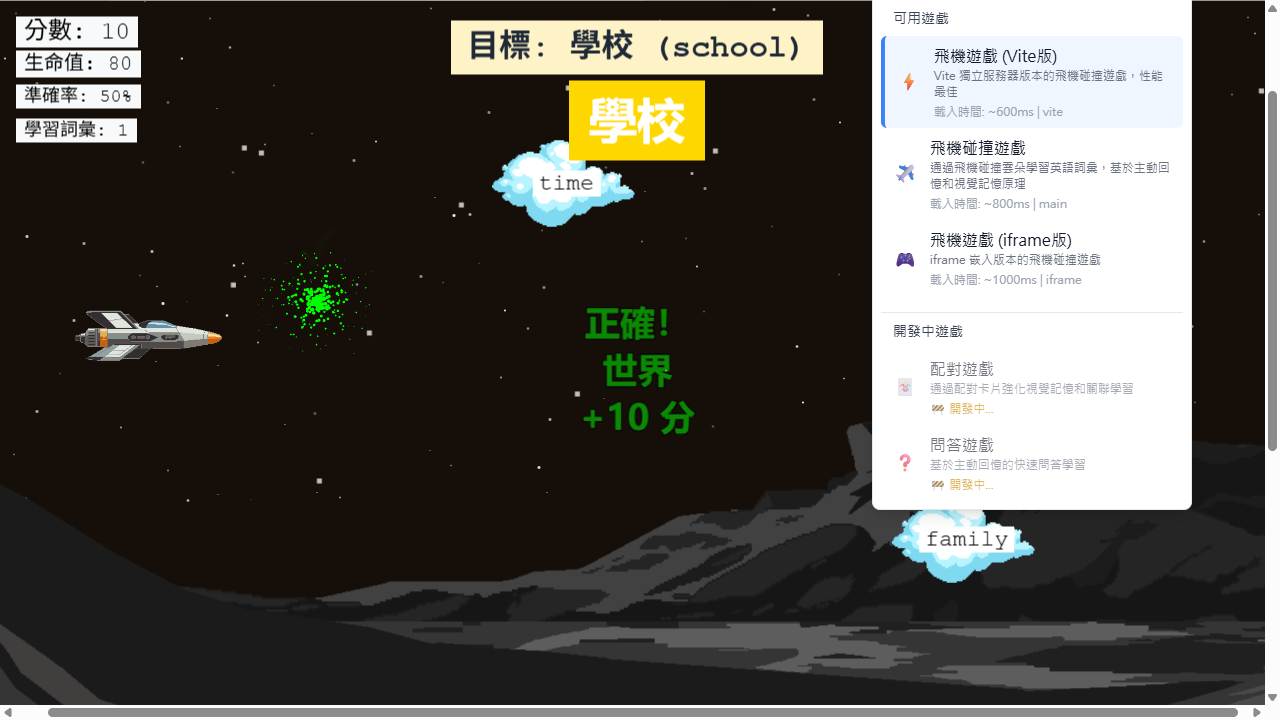 分數: 10
生命值: 80
準確率: 50%
學習詞彙: 1
目標: 學校 (school)
學校
time
正確!
世界
+10 分
family
可用遊戲
飛機遊戲 (Vite版)
Vite 獨立服務器版本的飛機碰撞遊戲，性能
最佳
載入時間: ~600ms | vite
飛機碰撞遊戲
通過飛機碰撞雲朵學習英語詞彙，基於主動回
憶和視覺記憶原理
載入時間: ~800ms | main
飛機遊戲 (iframe版)
iframe 嵌入版本的飛機碰撞遊戲
載入時間: ~1000ms | iframe
開發中遊戲
配對遊戲
通過配對卡片強化視覺記憶和關聯學習
開發中...
問答遊戲
基於主動回憶的快速問答學習
開發中...